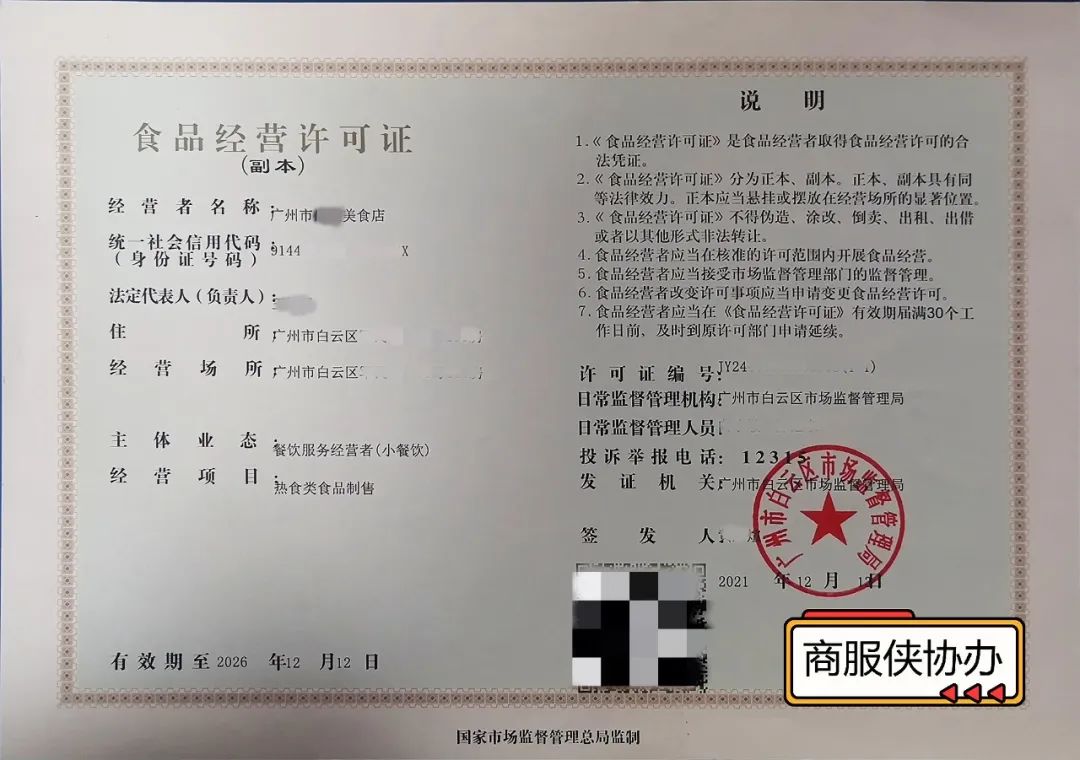 食品经营许可证
(副本)
经营者名称: 广州市 美食店
统一社会信用代码: 9144 X
(身份证号码)
法定代表人(负责人):
住所 广州市白云区
经营场所 广州市白云区
主体业态: 餐饮服务经营者(小餐饮)
经营项目: 热食类食品制售
有效期至 2026 年12 月12 日
说 明
1.《食品经营许可证》是食品经营者取得食品经营许可的合
法凭证。
2.《食品经营许可证》分为正本、副本。正本、副本具有同
等法律效力。正本应当悬挂或摆放在经营场所的显著位置。
3.《食品经营许可证》不得伪造、涂改、倒卖、出租、出借
或者以其他形式非法转让。
4.食品经营者应当在核准的许可范围内开展食品经营。
5.食品经营者应当接受市场监督管理部门的监督管理。
6.食品经营者改变许可事项应当申请变更食品经营许可。
7.食品经营者应当在《食品经营许可证》有效期届满30个工
作日前、及时到原许可部门申请延续。
许可证编号: JY24
日常监督管理机构: 广州市白云区市场监督管理局
日常监督管理人员
投诉举报电话: 12315
发证机关: 广州市白云区市场监督管理局
签发人
广州市白云区市场监督管理局
2021 年 12 月 日
商服侠协办
国家市场监督管理总局监制